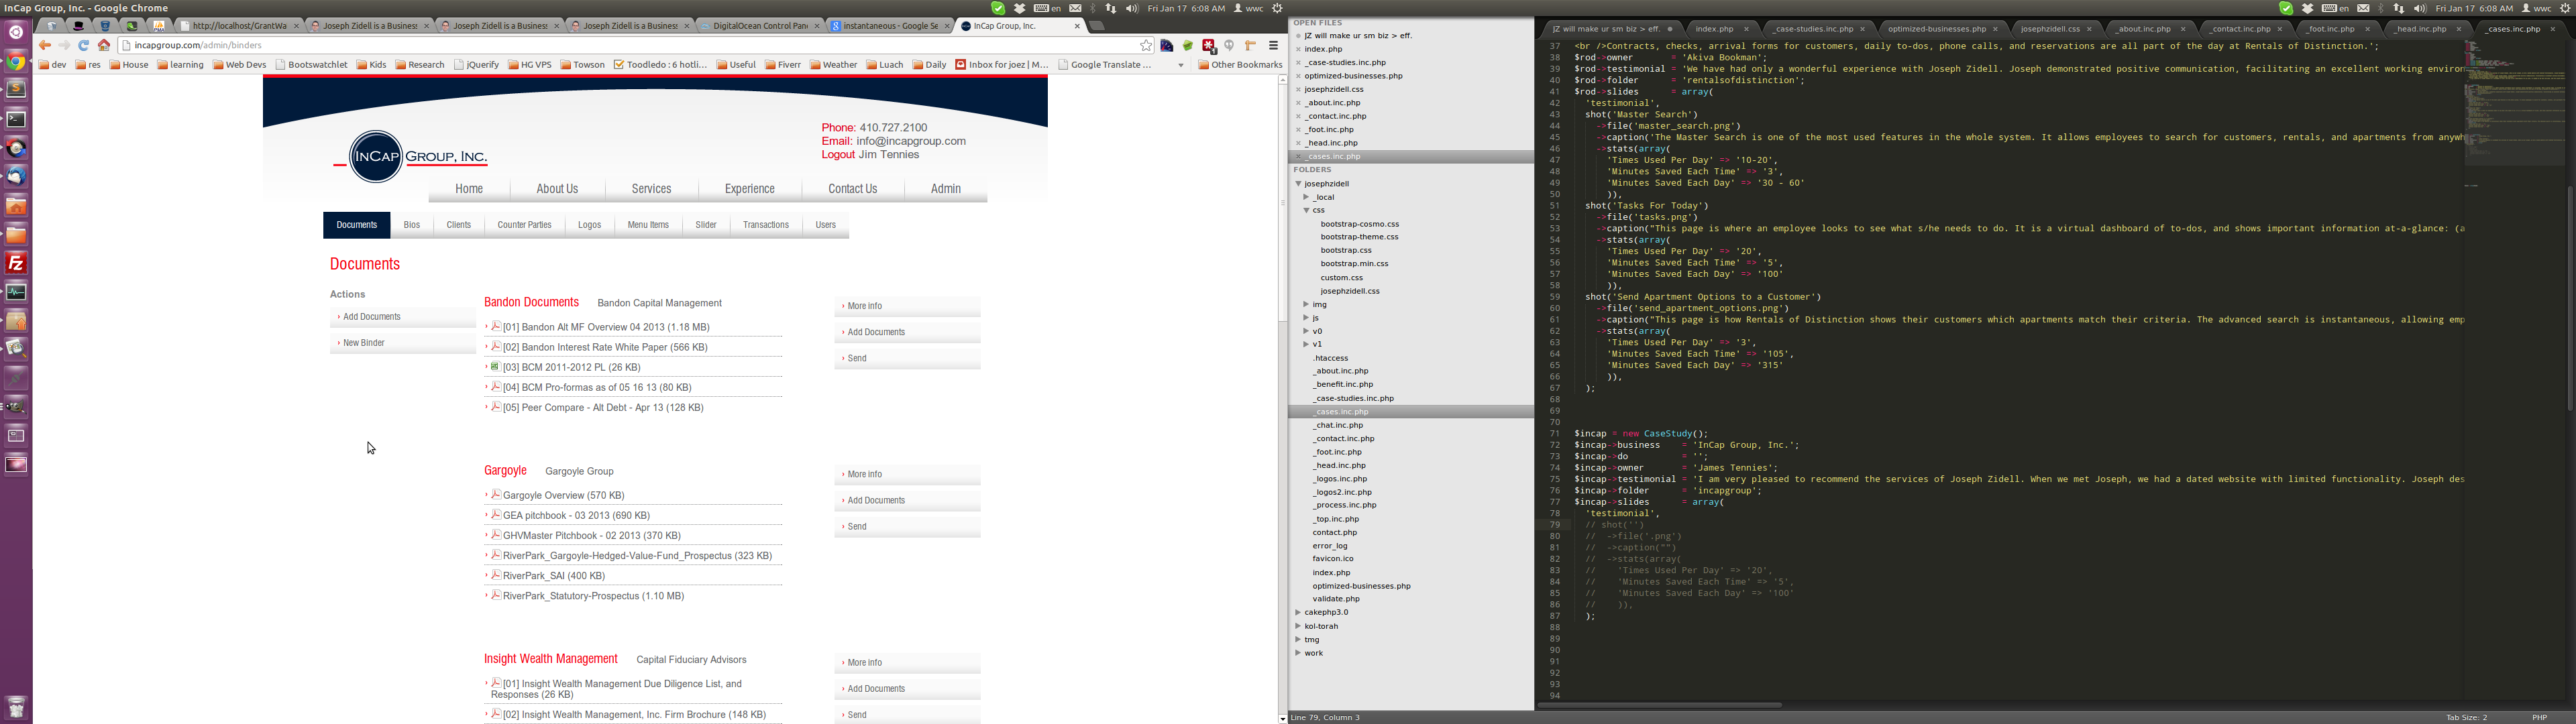 InCap Group, Inc. - Google Chrome
en
Fri Jan 17 6:08 AM
wwc
http://localhost/GrantWa
Joseph Zidell is a Business
Joseph Zidell is a Business
Joseph Zidell is a Business
DigitalOcean Control Pan
instantaneous - Google Se
InCap Group, Inc.
incapgroup.com/admin/binders
dev
res
House
learning
Web Devs
Bootswatchlet
Kids
Research
jQuerify
HG VPS
Towson
Toodledo : 6 hotli...
Useful
Fiverr
Weather
Luach
Daily
Inbox for joez | M...
Google Translate ...
Other Bookmarks
INCAP GROUP, INC.
Phone: 410.727.2100
Email: info@incapgroup.com
Logout Jim Tennies
Home
About Us
Services
Experience
Contact Us
Admin
Documents
Bios
Clients
Counter Parties
Logos
Menu Items
Slider
Transactions
Users
Documents
Actions
Add Documents
New Binder
Bandon Documents Bandon Capital Management
[01] Bandon Alt MF Overview 04 2013 (1.18 MB)
[02] Bandon Interest Rate White Paper (566 KB)
[03] BCM 2011-2012 PL (26 KB)
[04] BCM Pro-formas as of 05 16 13 (80 KB)
[05] Peer Compare - Alt Debt - Apr 13 (128 KB)
More info
Add Documents
Send
Gargoyle Gargoyle Group
Gargoyle Overview (570 KB)
GEA pitchbook - 03 2013 (690 KB)
GHVMaster Pitchbook - 02 2013 (370 KB)
RiverPark_Gargoyle-Hedged-Value-Fund_Prospectus (323 KB)
RiverPark_SAI (400 KB)
RiverPark_Statutory-Prospectus (1.10 MB)
More info
Add Documents
Send
Insight Wealth Management Capital Fiduciary Advisors
[01] Insight Wealth Management Due Diligence List, and
Responses (26 KB)
[02] Insight Wealth Management, Inc. Firm Brochure (148 KB)
More info
Add Documents
Send
OPEN FILES
JZ will make ur sm biz > eff.
index.php
_case-studies.inc.php
optimized-businesses.php
josephzidell.css
_about.inc.php
_contact.inc.php
_foot.inc.php
_head.inc.php
_cases.inc.php
FOLDERS
josephzidell
_local
css
bootstrap-cosmo.css
bootstrap-theme.css
bootstrap.css
bootstrap.min.css
custom.css
josephzidell.css
img
js
v0
v1
.htaccess
_about.inc.php
_benefit.inc.php
_case-studies.inc.php
_cases.inc.php
_chat.inc.php
_contact.inc.php
_foot.inc.php
_head.inc.php
_logos.inc.php
_logos2.inc.php
_process.inc.php
_top.inc.php
contact.php
error_log
favicon.ico
index.php
optimized-businesses.php
validate.php
cakephp3.0
kol-torah
tmg
work
Line 79, Column 3
en
Fri Jan 17 6:08 AM
wwc
JZ will make ur sm biz > eff.
index.php
_case-studies.inc.php
optimized-businesses.php
josephzidell.css
_about.inc.php
_contact.inc.php
_foot.inc.php
_head.inc.php
_cases.inc.php
37 <br />Contracts, checks, arrival forms for customers, daily to-dos, phone calls, and reservations are all part of the day at Rentals of Distinction.';
38 $rod->owner = 'Akiva Bookman';
39 $rod->testimonial = 'We have had only a wonderful experience with Joseph Zidell. Joseph demonstrated positive communication, facilitating an excellent working environ
40 $rod->folder = 'rentalsofdistinction';
41 $rod->slides = array(
42 'testimonial',
43 shot('Master Search')
44 ->file('master_search.png')
45 ->caption('The Master Search is one of the most used features in the whole system. It allows employees to search for customers, rentals, and apartments from anywh
46 ->stats(array(
47 'Times Used Per Day' => '10-20',
48 'Minutes Saved Each Time' => '3',
49 'Minutes Saved Each Day' => '30 - 60'
50 )),
51 shot('Tasks For Today')
52 ->file('tasks.png')
53 ->caption("This page is where an employee looks to see what s/he needs to do. It is a virtual dashboard of to-dos, and shows important information at-a-glance: (a
54 ->stats(array(
55 'Times Used Per Day' => '20',
56 'Minutes Saved Each Time' => '5',
57 'Minutes Saved Each Day' => '100'
58 )),
59 shot('Send Apartment Options to a Customer')
60 ->file('send_apartment_options.png')
61 ->caption("This page is how Rentals of Distinction shows their customers which apartments match their criteria. The advanced search is instantaneous, allowing emp
62 ->stats(array(
63 'Times Used Per Day' => '3',
64 'Minutes Saved Each Time' => '105',
65 'Minutes Saved Each Day' => '315'
66 )),
67 );
68
69
70
71 $incap = new CaseStudy();
72 $incap->business = 'InCap Group, Inc.';
73 $incap->do = '';
74 $incap->owner = 'James Tennies';
75 $incap->testimonial = 'I am very pleased to recommend the services of Joseph Zidell. When we met Joseph, we had a dated website with limited functionality. Joseph des
76 $incap->folder = 'incapgroup';
77 $incap->slides = array(
78 'testimonial',
79 // shot('')
80 // ->file('.png')
81 // ->caption("")
82 // ->stats(array(
83 // 'Times Used Per Day' => '20',
84 // 'Minutes Saved Each Time' => '5',
85 // 'Minutes Saved Each Day' => '100'
86 // )),
87 );
88
89
90
91
92
93
94
Tab Size: 2
PHP